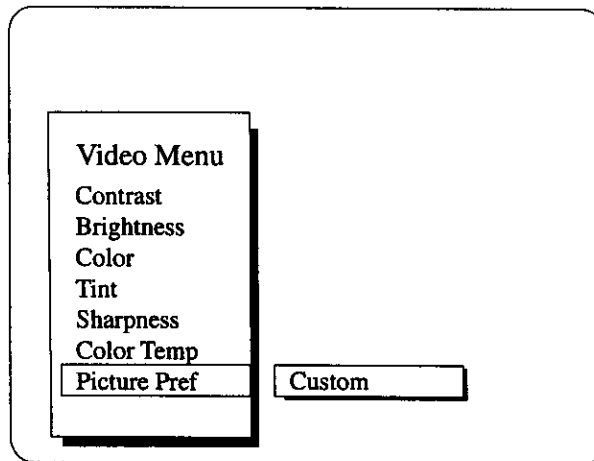 Video Menu
Contrast
Brightness
Color
Tint
Sharpness
Color Temp
Picture Pref
Custom